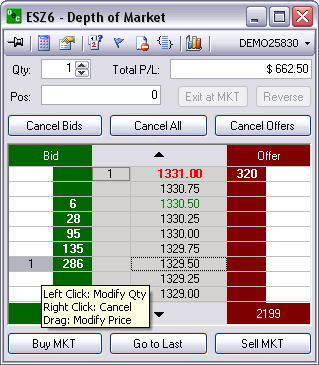 ESZ6 - Depth of Market
DEMO25830
Qty: 1 Total P/L: $ 662.50
Pos: 0 Exit at MKT Reverse
Cancel Bids Cancel All Cancel Offers
Bid Offer
1 1331.00 320
1330.75
6 1330.50
28 1330.25
95 1330.00
135 1329.75
1 286 1329.50
1329.25
1329.00
Left Click: Modify Qty
Right Click: Cancel
Drag: Modify Price
2199
Buy MKT Go to Last Sell MKT